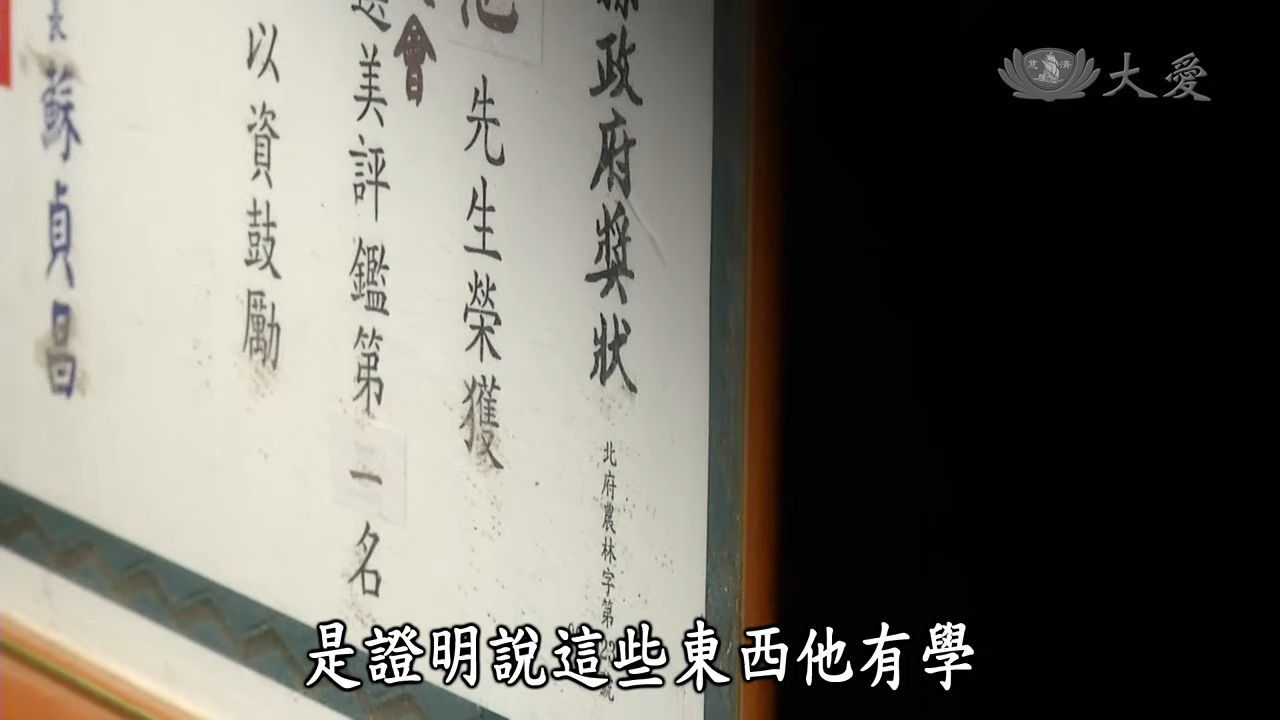 大愛
縣政府獎狀
北府農林字第
先生榮獲
會
選美評鑑第一名
以資鼓勵
長蘇貞昌
是證明說這些東西他有學